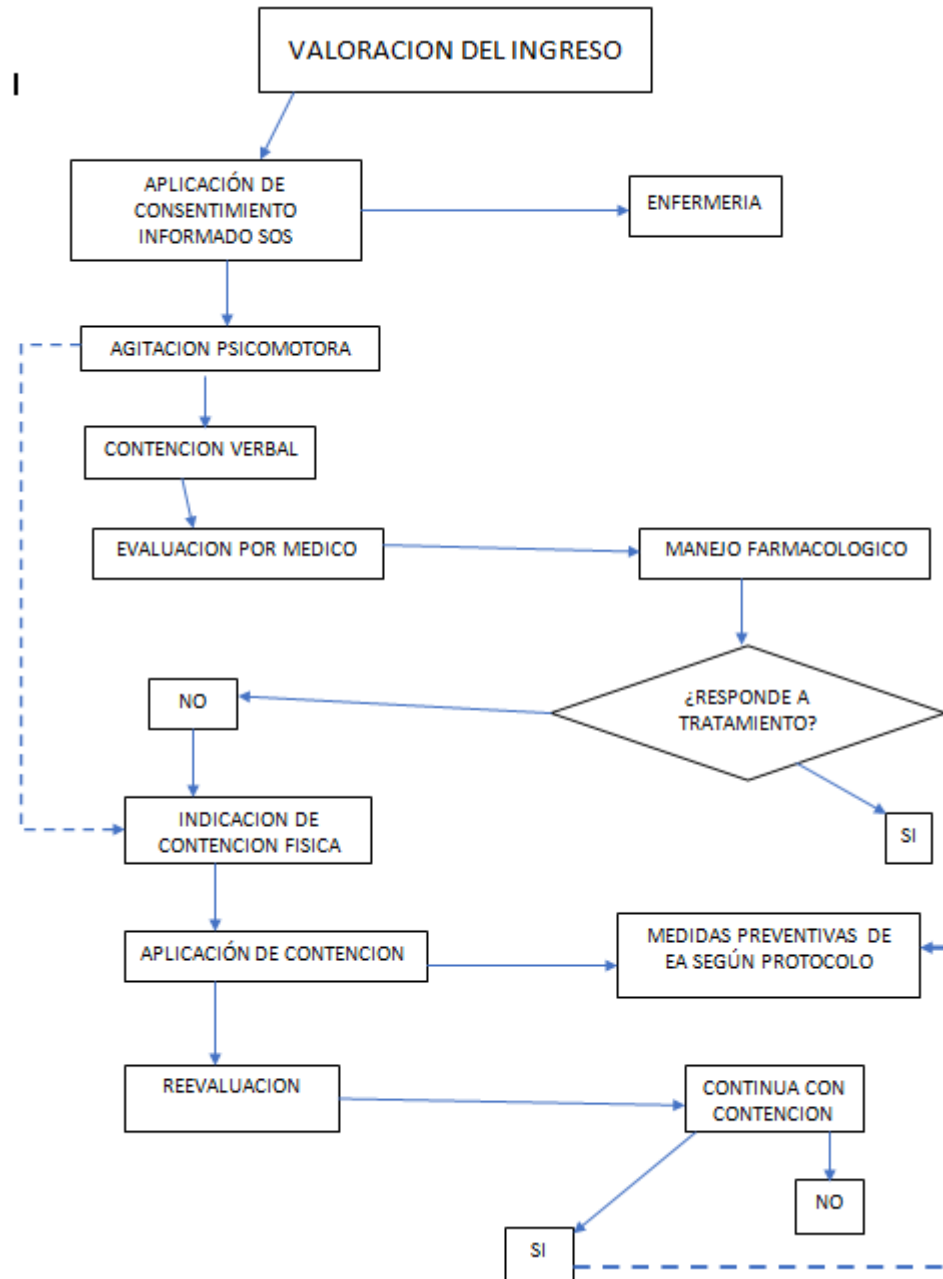 VALORACION DEL INGRESO
I
APLICACIÓN DE
CONSENTIMIENTO
INFORMADO SOS
ENFERMERIA
AGITACION PSICOMOTORA
CONTENCION VERBAL
EVALUACION POR MEDICO
MANEJO FARMACOLOGICO
¿RESPONDE A
TRATAMIENTO?
NO
INDICACION DE
CONTENCION FISICA
SI
APLICACIÓN DE CONTENCION
MEDIDAS PREVENTIVAS DE
EA SEGÚN PROTOCOLO
REEVALUACION
CONTINUA CON
CONTENCION
NO
SI